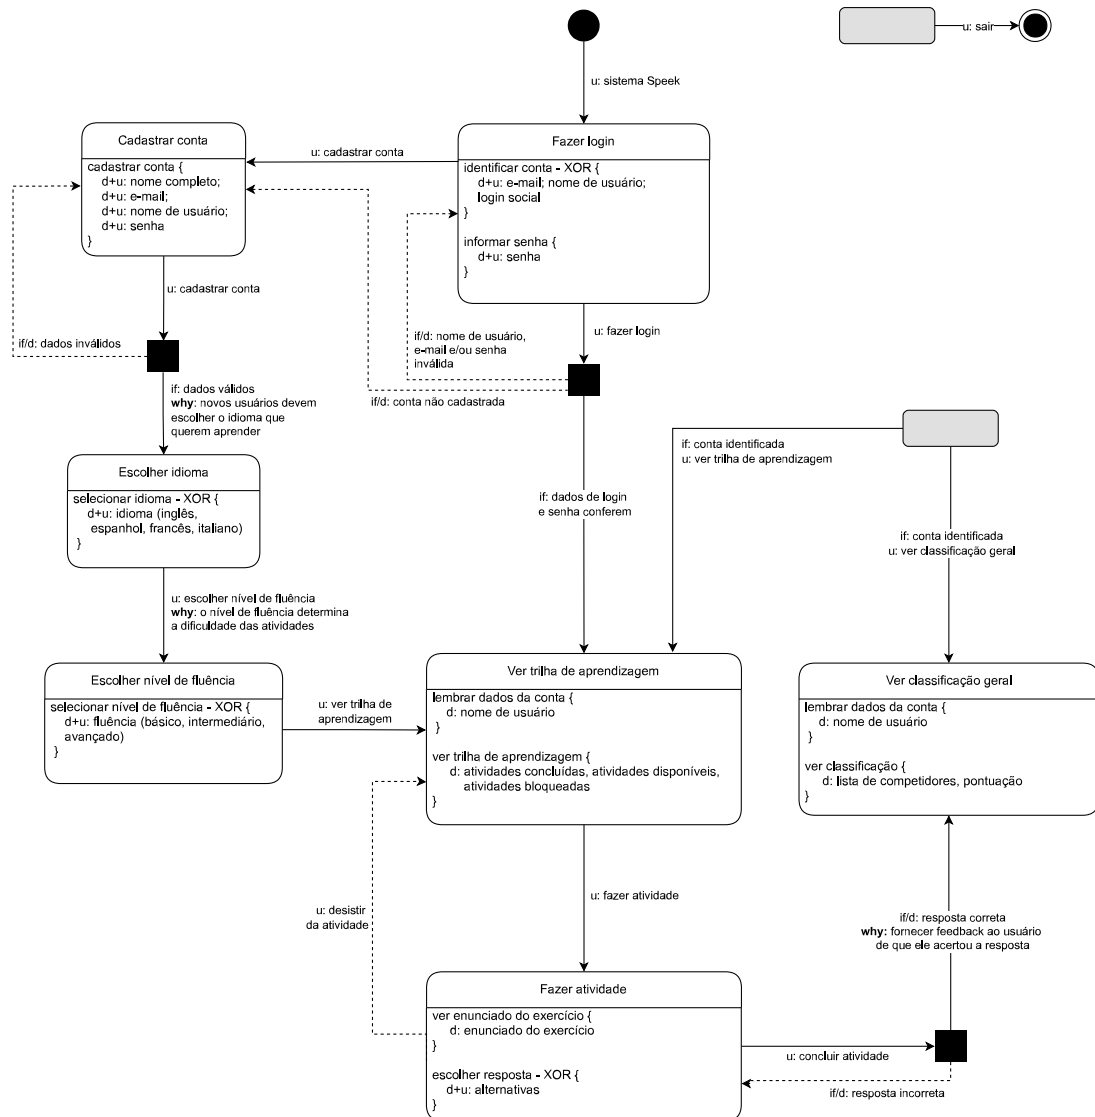 u: sair
u: sistema Speek
Cadastrar conta
cadastrar conta {
d+u: nome completo;
d+u: e-mail;
d+u: nome de usuário;
d+u: senha
}
u: cadastrar conta
Fazer login
identificar conta - XOR {
d+u: e-mail; nome de usuário;
login social
}
informar senha {
d+u: senha
}
u: cadastrar conta
if/d: dados inválidos
if/d: nome de usuário,
e-mail e/ou senha
inválida
u: fazer login
if/d: conta não cadastrada
if: dados válidos
why: novos usuários devem
escolher o idioma que
querem aprender
if: conta identificada
u: ver trilha de aprendizagem
Escolher idioma
selecionar idioma - XOR {
d+u: idioma (inglês,
espanhol, francês, italiano)
}
if: dados de login
e senha conferem
if: conta identificada
u: ver classificação geral
u: escolher nível de fluência
why: o nível de fluência determina
a dificuldade das atividades
Escolher nível de fluência
selecionar nível de fluência - XOR {
d+u: fluência (básico, intermediário,
avançado)
}
u: ver trilha de
aprendizagem
Ver trilha de aprendizagem
lembrar dados da conta {
d: nome de usuário
}
ver trilha de aprendizagem {
d: atividades concluídas, atividades disponíveis,
atividades bloqueadas
}
Ver classificação geral
lembrar dados da conta {
d: nome de usuário
}
ver classificação {
d: lista de competidores, pontuação
}
u: desistir
da atividade
u: fazer atividade
if/d: resposta correta
why: fornecer feedback ao usuário
de que ele acertou a resposta
Fazer atividade
ver enunciado do exercício {
d: enunciado do exercício
}
escolher resposta - XOR {
d+u: alternativas
}
u: concluir atividade
if/d: resposta incorreta